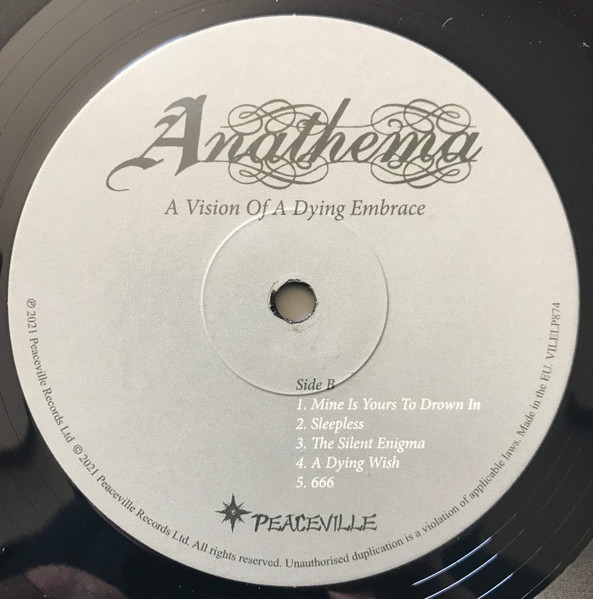 Anathema
A Vision Of A Dying Embrace
Side B
1. Mine Is Yours To Drown In
2. Sleepless
3. The Silent Enigma
4. A Dying Wish
5. 666
PEACEVILLE
℗ 2021 Peaceville Records Ltd © 2021 Peaceville Records Ltd. All rights reserved. Unauthorised duplication is a violation of applicable laws. Made in the EU. VILELP874